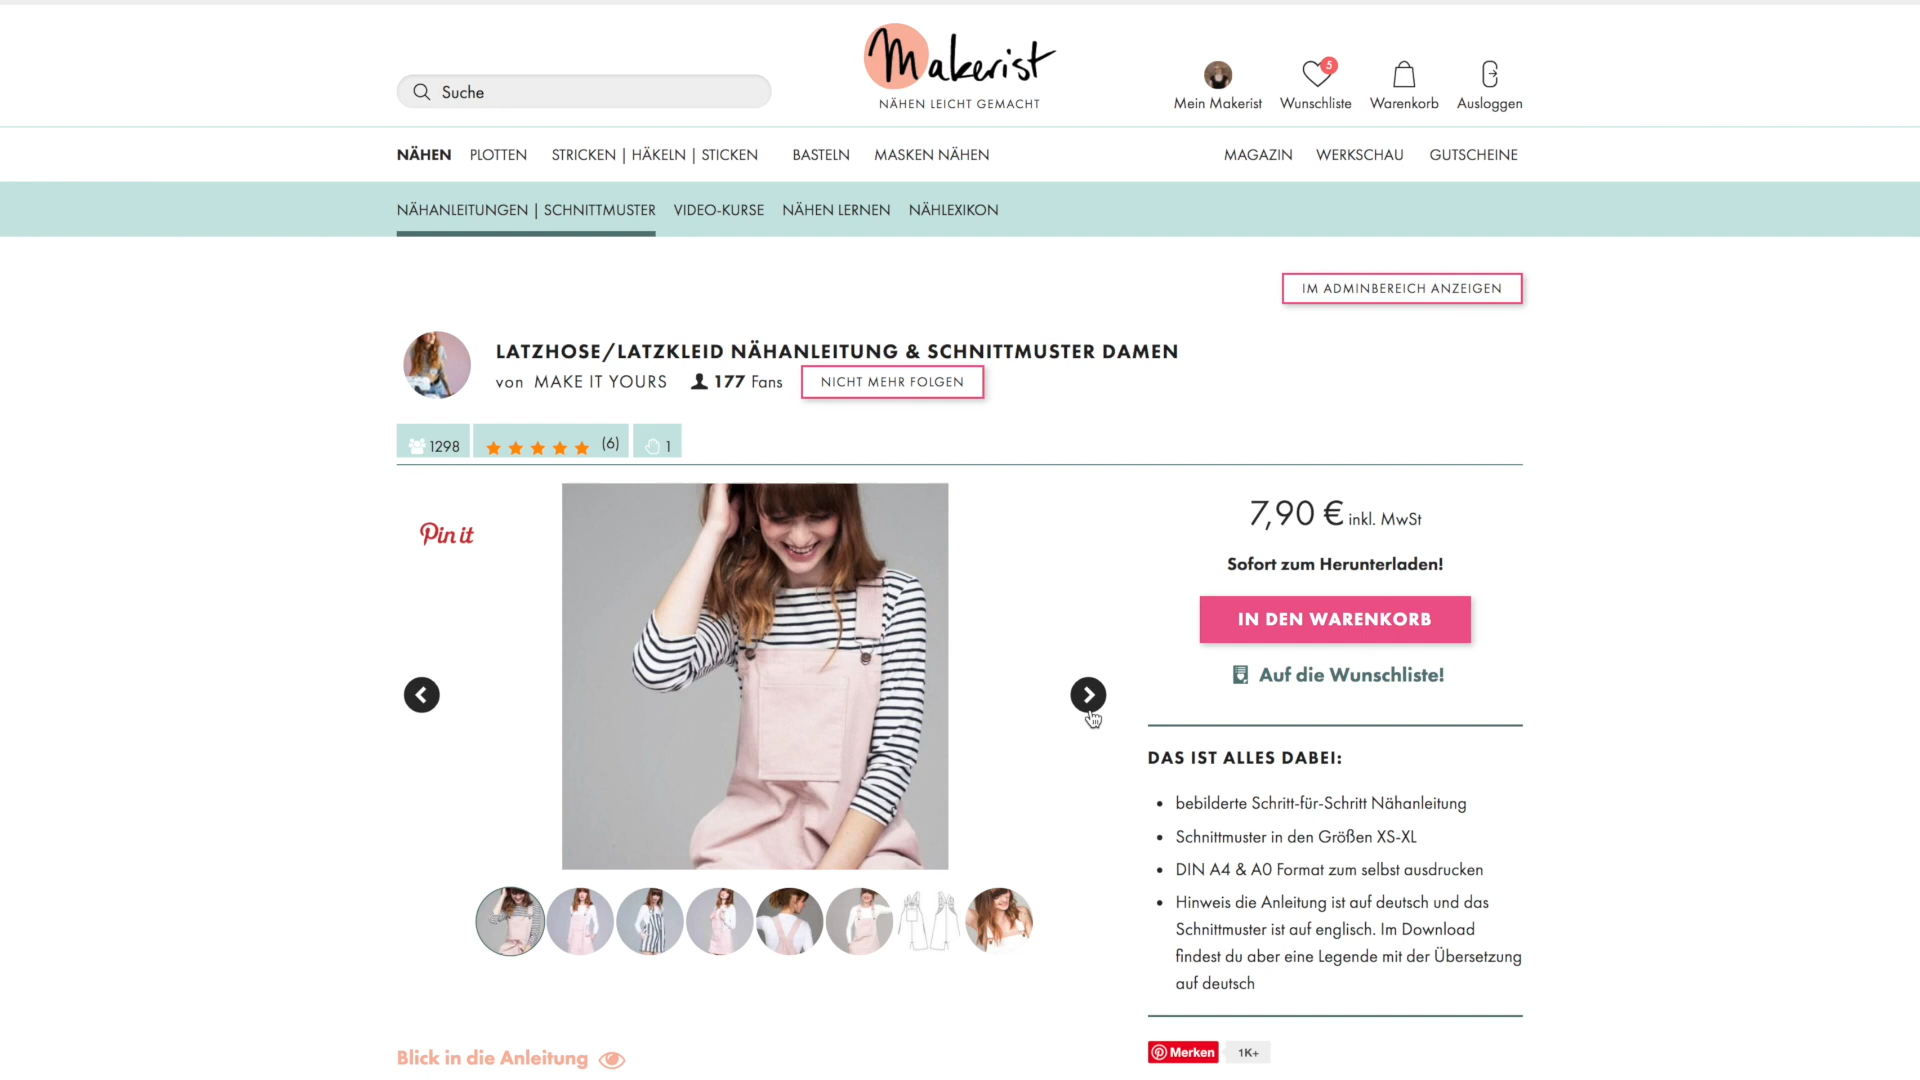 Suche
Makerist
NÄHEN LEICHT GEMACHT
Mein Makerist
5
Wunschliste
Warenkorb
Ausloggen
NÄHEN
PLOTTEN
STRICKEN | HÄKELN | STICKEN
BASTELN
MASKEN NÄHEN
MAGAZIN
WERKSCHAU
GUTSCHEINE
NÄHANLEITUNGEN | SCHNITTMUSTER
VIDEO-KURSE
NÄHEN LERNEN
NÄHLEXIKON
IM ADMINBEREICH ANZEIGEN
LATZHOSE/LATZKLEID NÄHANLEITUNG & SCHNITTMUSTER DAMEN
von MAKE IT YOURS
177 Fans
NICHT MEHR FOLGEN
1298
(6)
1
Pin it
7,90 € inkl. MwSt
Sofort zum Herunterladen!
IN DEN WARENKORB
Auf die Wunschliste!
DAS IST ALLES DABEI:
• bebilderte Schritt-für-Schritt Nähanleitung
• Schnittmuster in den Größen XS-XL
• DIN A4 & A0 Format zum selbst ausdrucken
• Hinweis die Anleitung ist auf deutsch und das
Schnittmuster ist auf englisch. Im Download
findest du aber eine Legende mit der Übersetzung
auf deutsch
Blick in die Anleitung
Merken
1K+